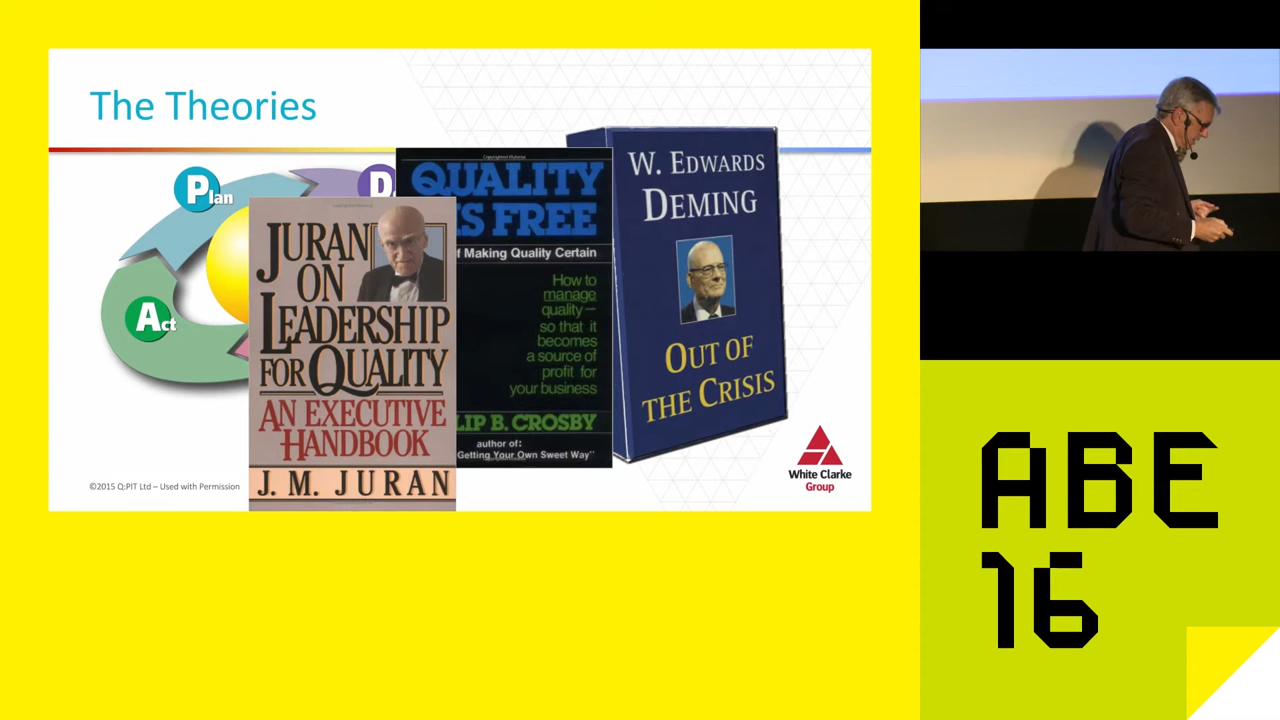 The Theories
Plan
D
Act
JURAN
ON
LEADERSHIP
FOR QUALITY
AN EXECUTIVE
HANDBOOK
J. M. JURAN
Copyrighted Material
QUALITY
IS FREE
f Making Quality Certain
How to
manage
quality—
so that it
becomes
a source of
profit for
your business
LIP B. CROSBY
author of:
"Getting Your Own Sweet Way"
W. EDWARDS
DEMING
OUT OF
THE CRISIS
©2015 Q:PIT Ltd – Used with Permission
White Clarke
Group
ABE
16